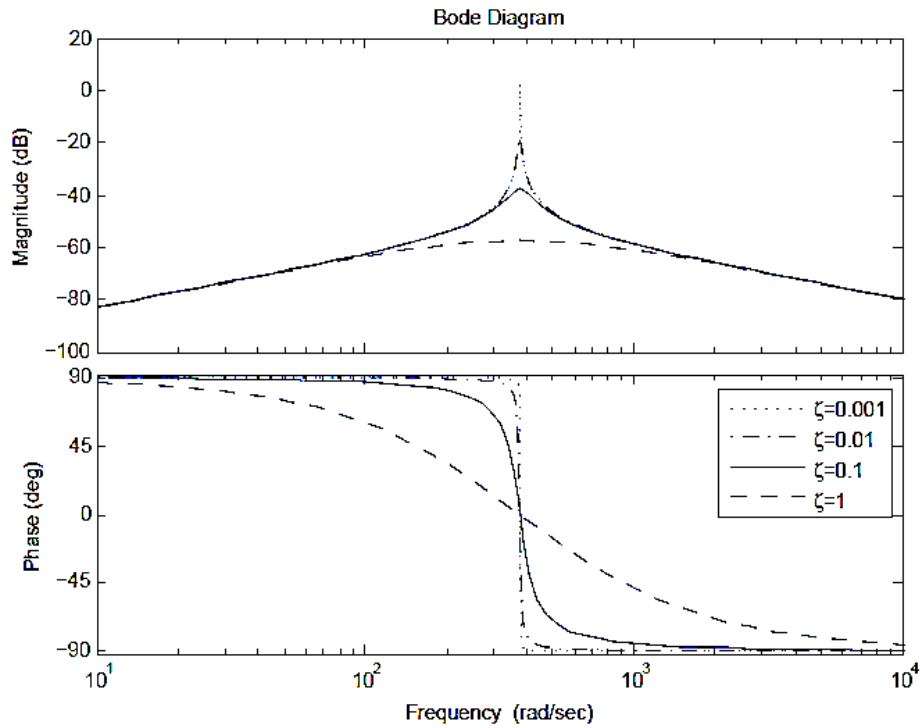 Bode Diagram
Magnitude (dB)
20
0
−20
−40
−60
−80
−100
Phase (deg)
90
45
0
−45
−90
ζ=0.001
ζ=0.01
ζ=0.1
ζ=1
10^1
10^2
10^3
10^4
Frequency (rad/sec)